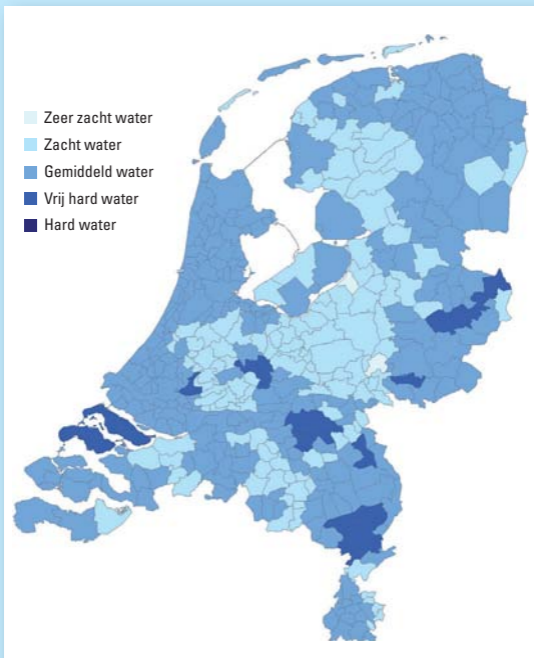 Zeer zacht water
Zacht water
Gemiddeld water
Vrij hard water
Hard water